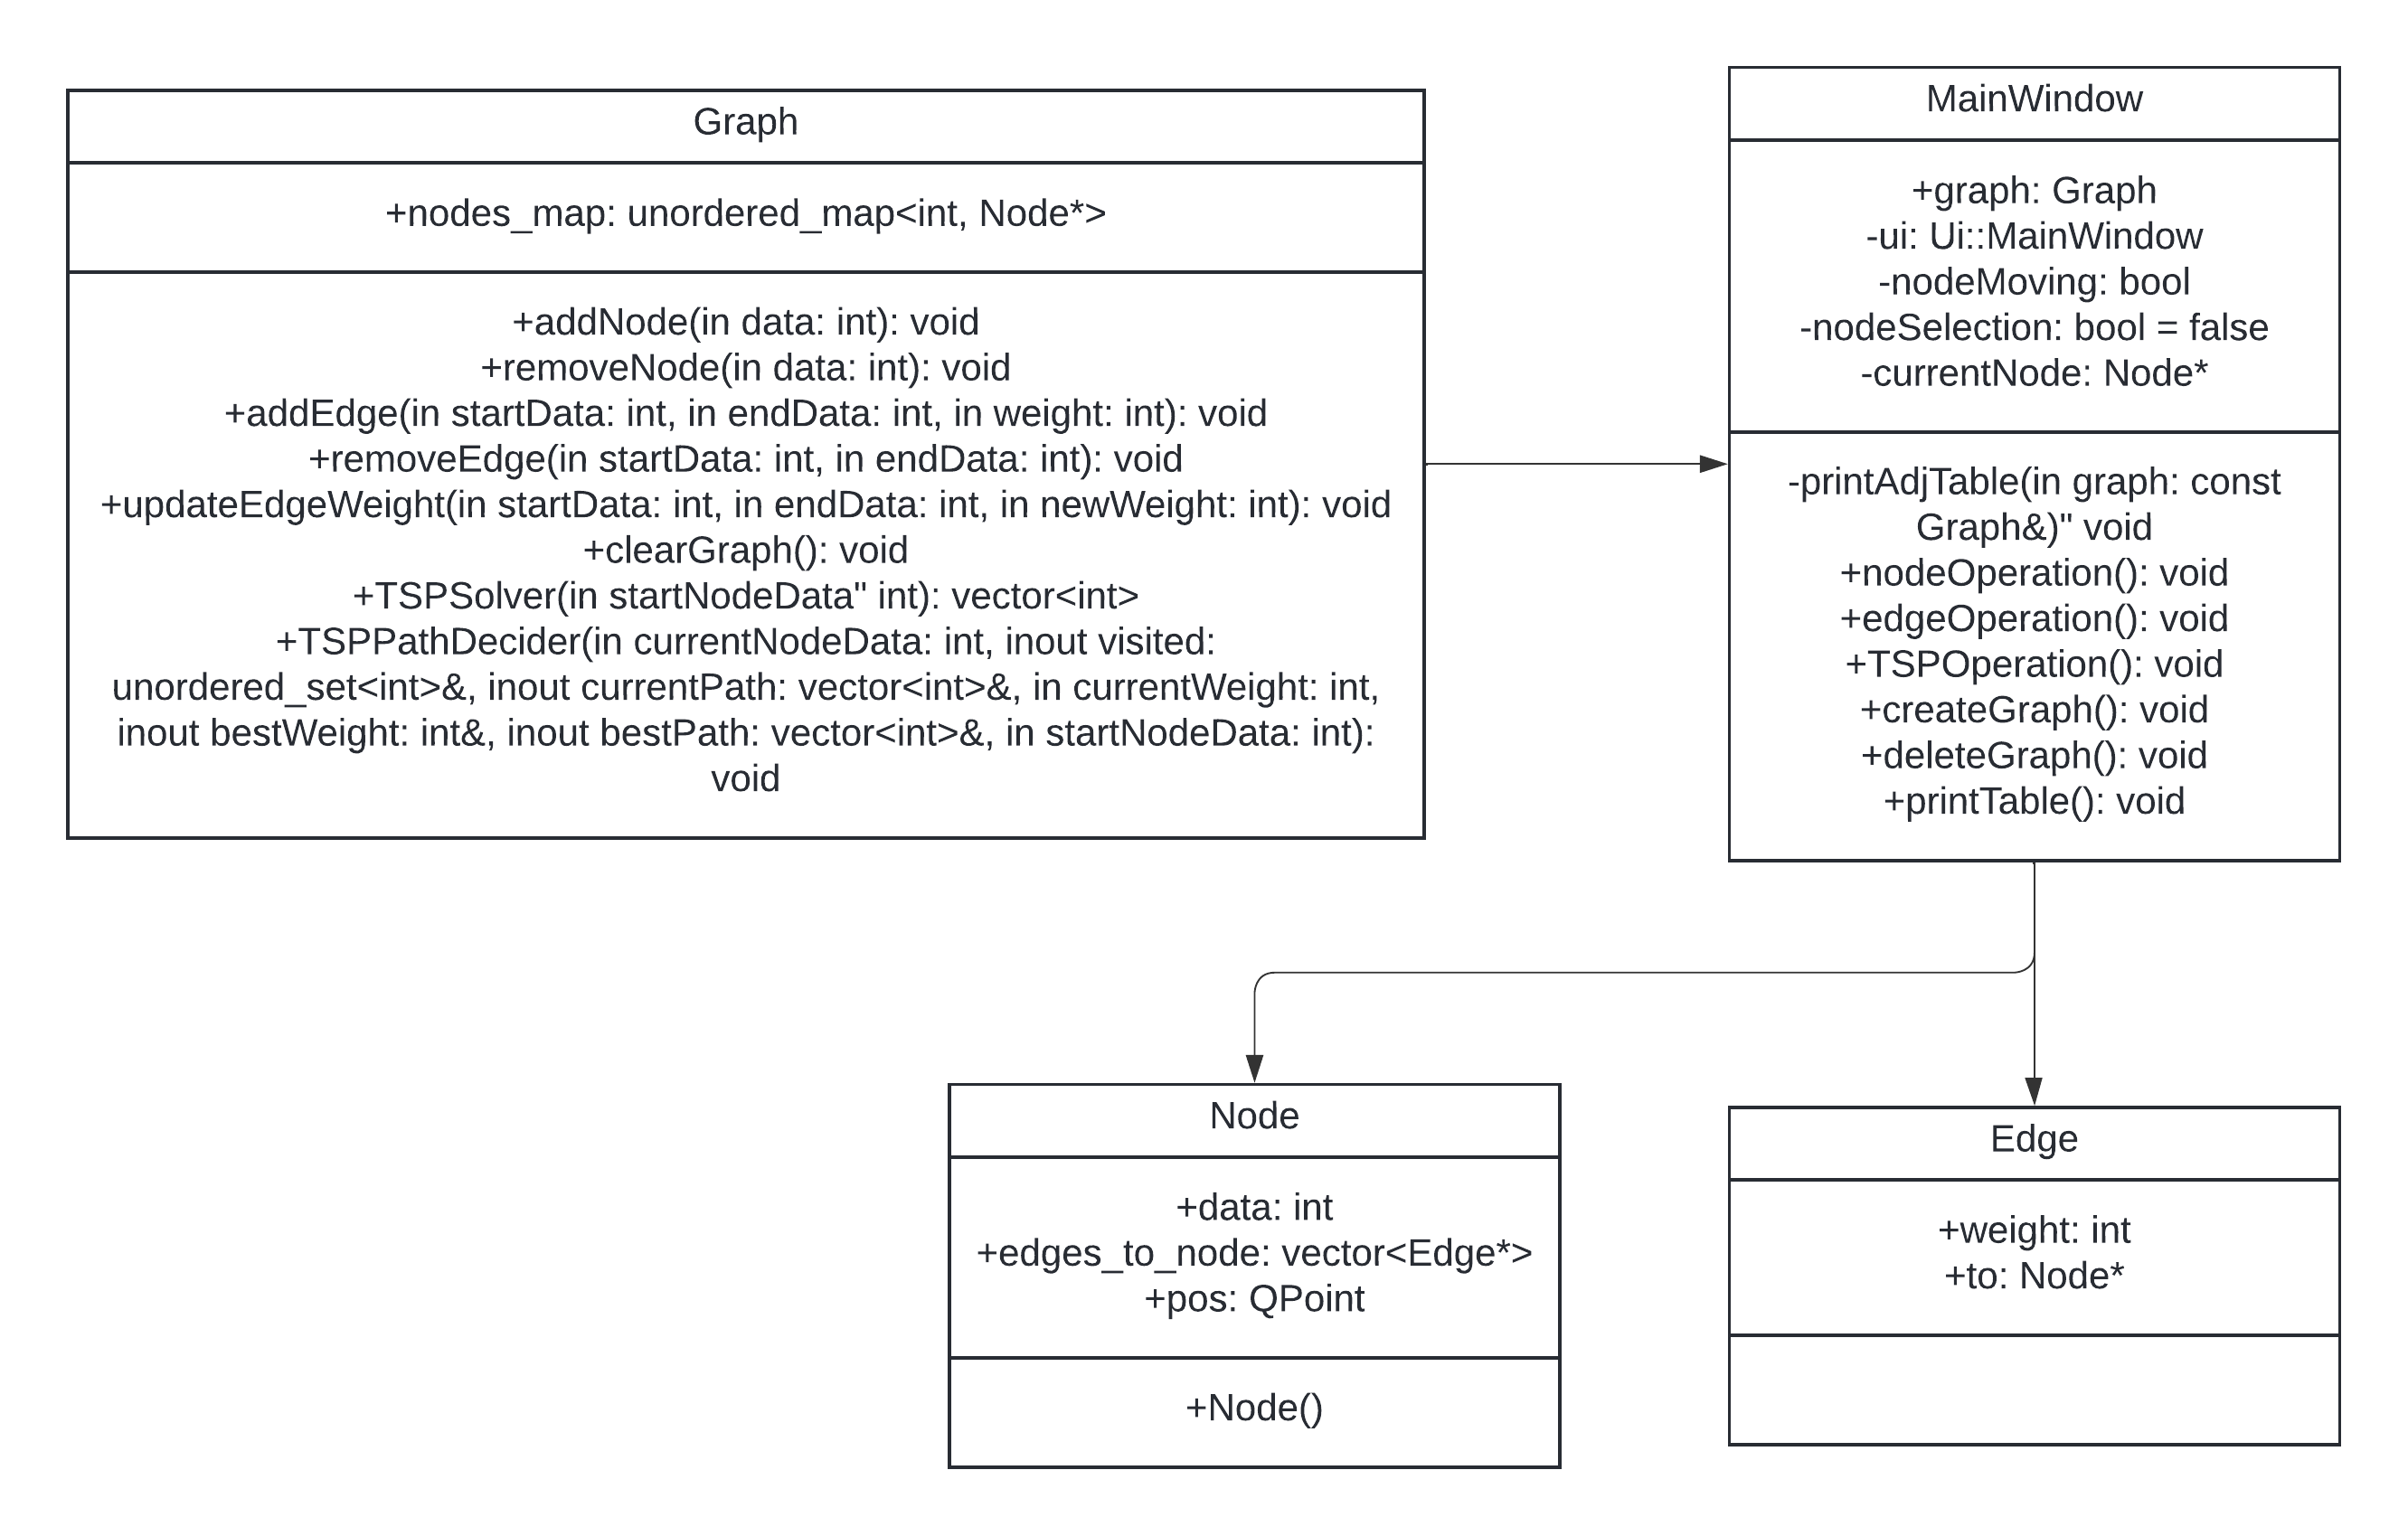 Graph
+nodes_map: unordered_map<int, Node*>
+addNode(in data: int): void
+removeNode(in data: int): void
+addEdge(in startData: int, in endData: int, in weight: int): void
+removeEdge(in startData: int, in endData: int): void
+updateEdgeWeight(in startData: int, in endData: int, in newWeight: int): void
+clearGraph(): void
+TSPSolver(in startNodeData" int): vector<int>
+TSPPathDecider(in currentNodeData: int, inout visited:
unordered_set<int>&, inout currentPath: vector<int>&, in currentWeight: int,
inout bestWeight: int&, inout bestPath: vector<int>&, in startNodeData: int):
void
MainWindow
+graph: Graph
-ui: Ui::MainWindow
-nodeMoving: bool
-nodeSelection: bool = false
-currentNode: Node*
-printAdjTable(in graph: const
Graph&)" void
+nodeOperation(): void
+edgeOperation(): void
+TSPOperation(): void
+createGraph(): void
+deleteGraph(): void
+printTable(): void
Node
+data: int
+edges_to_node: vector<Edge*>
+pos: QPoint
+Node()
Edge
+weight: int
+to: Node*